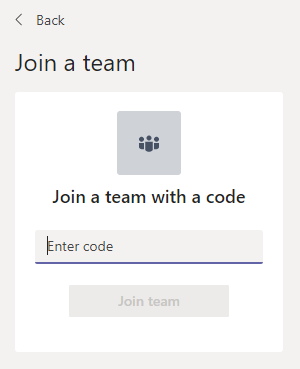 Back
Join a team
Join a team with a code
Enter code
Join team